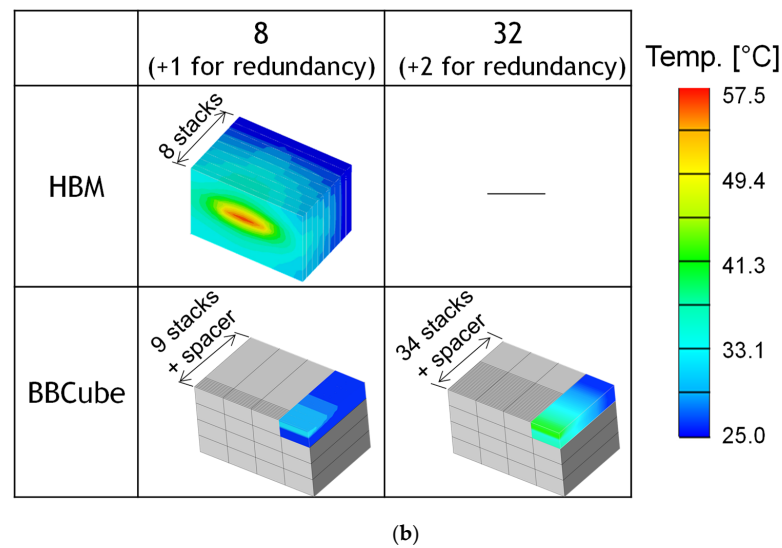 8
(+1 for redundancy)
32
(+2 for redundancy)
Temp. [°C]
57.5
49.4
41.3
33.1
25.0
HBM
8 stacks
BBCube
9 stacks
+ spacer
34 stacks
+ spacer
(b)